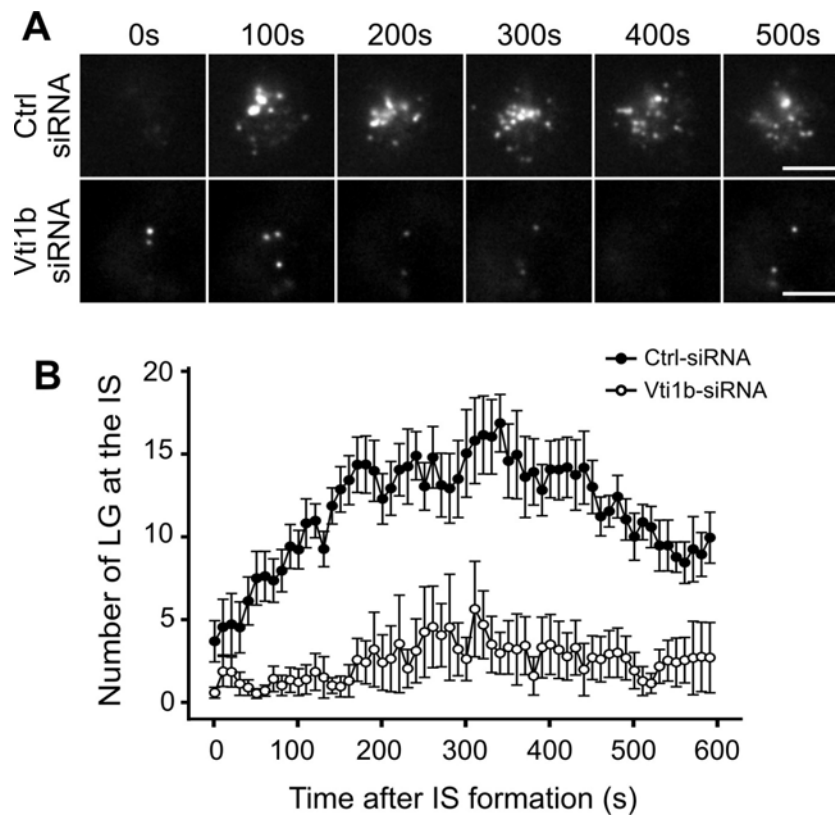 A
0s 100s 200s 300s 400s 500s
Ctrl
siRNA
Vti1b
siRNA
B
Ctrl-siRNA
Vti1b-siRNA
20
15
10
5
0
Number of LG at the IS
0 100 200 300 400 500 600
Time after IS formation (s)